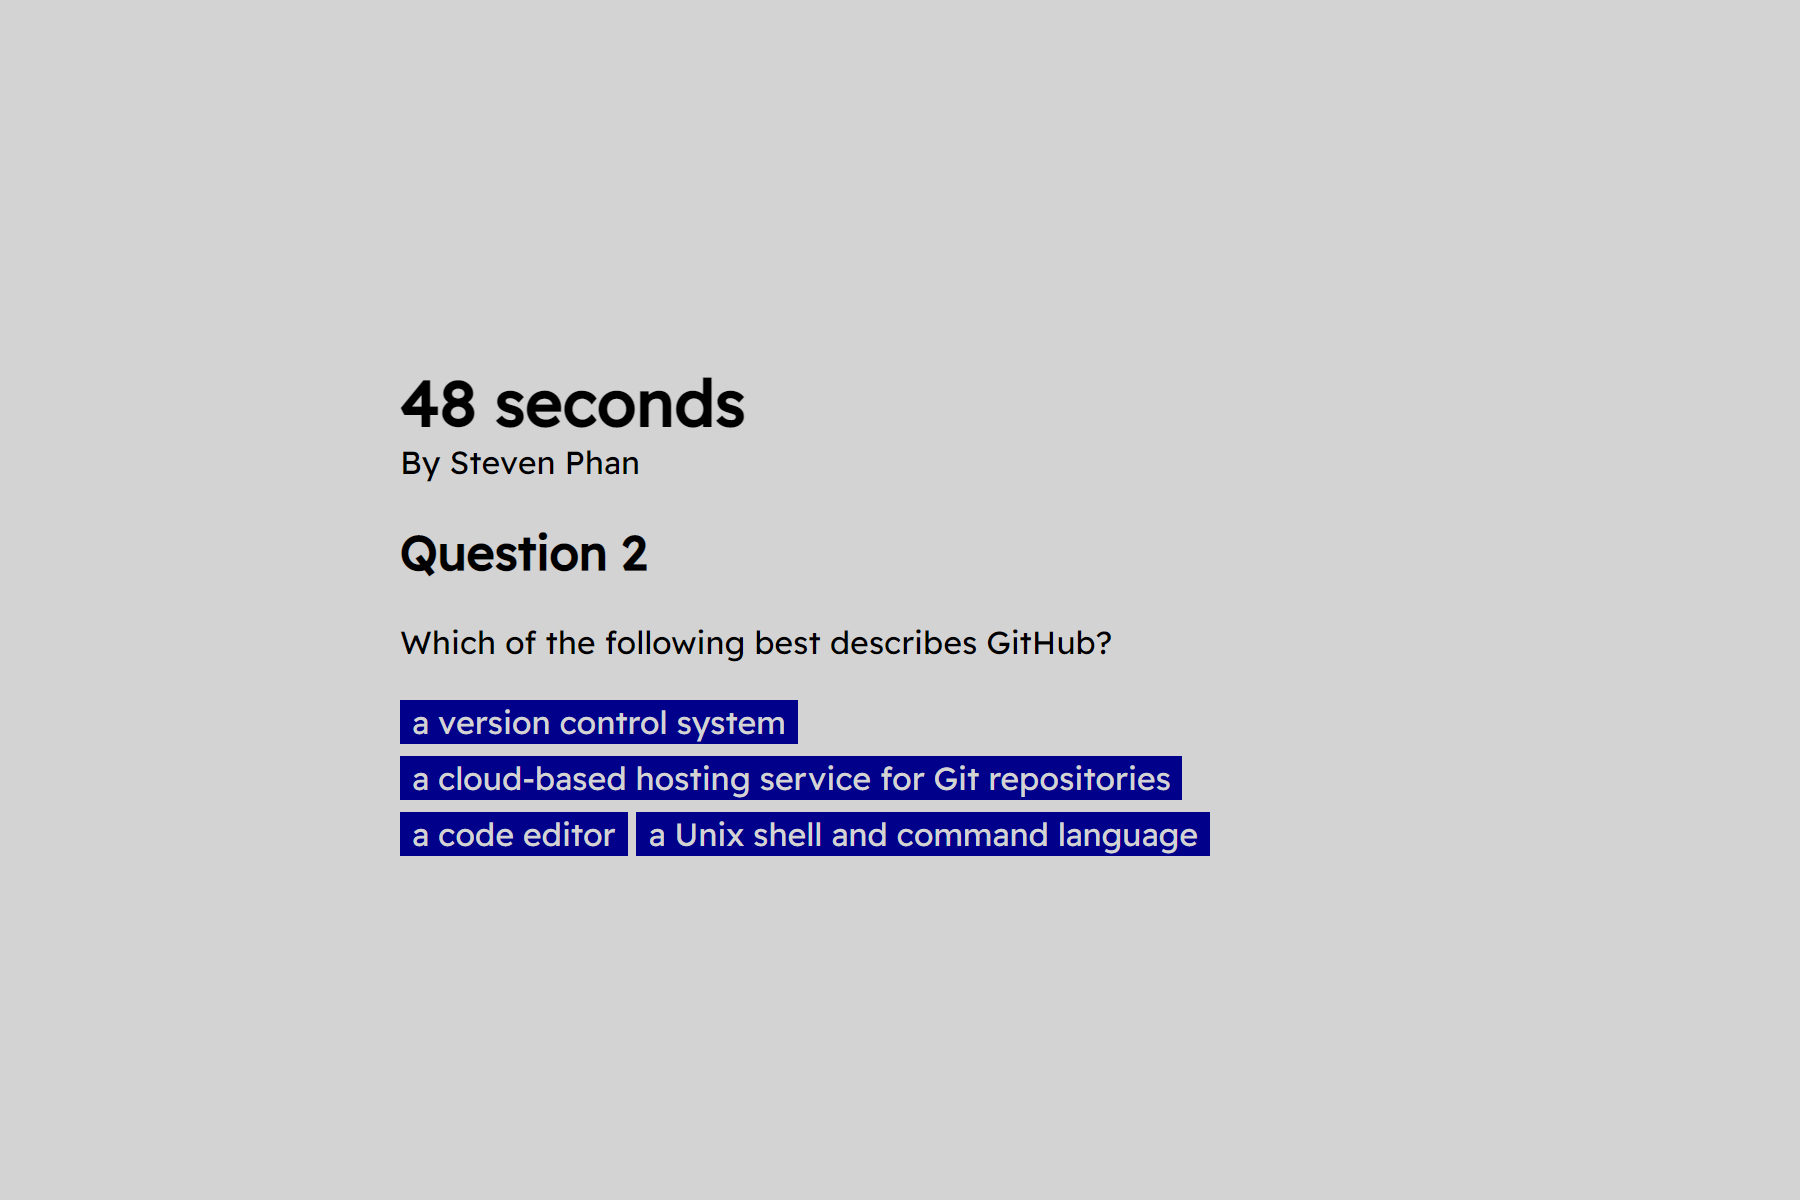 48 seconds
By Steven Phan
Question 2
Which of the following best describes GitHub?
a version control system
a cloud-based hosting service for Git repositories
a code editor a Unix shell and command language